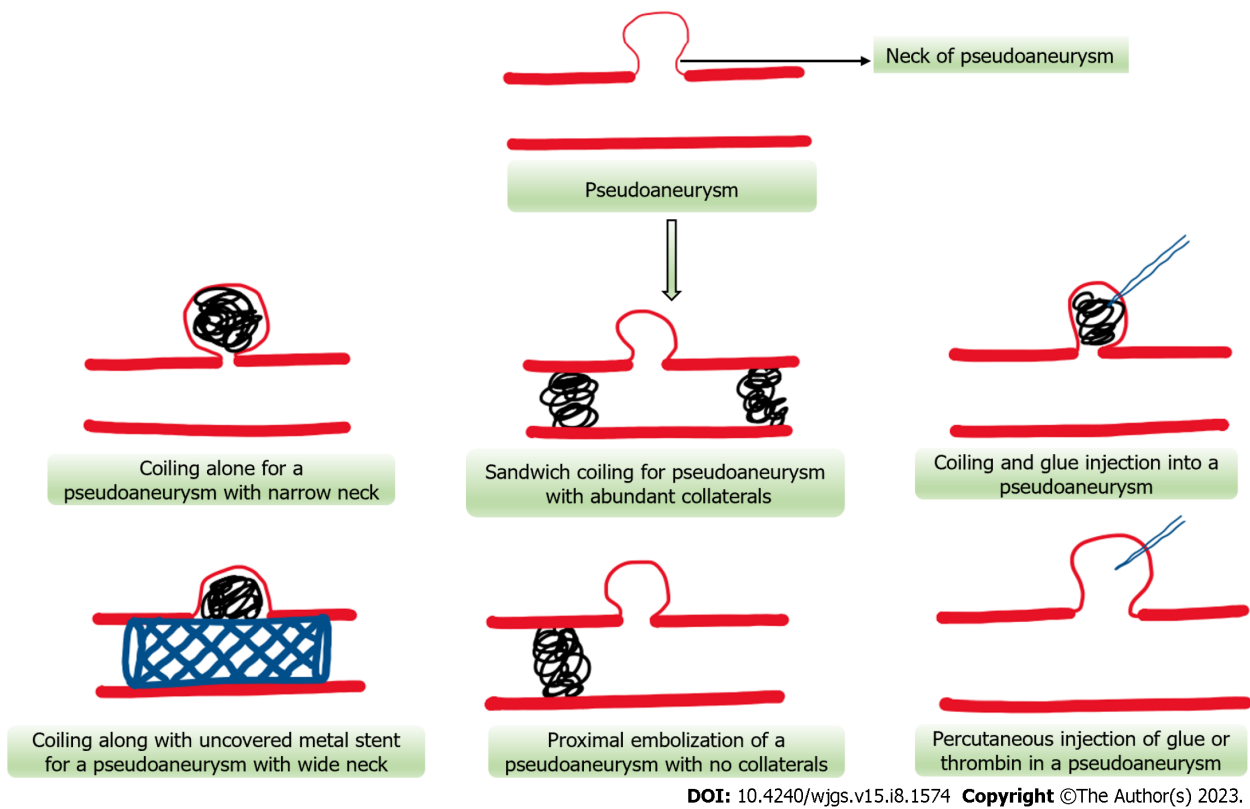 Neck of pseudoaneurysm
Pseudoaneurysm
Coiling alone for a
pseudoaneurysm with narrow neck
Sandwich coiling for pseudoaneurysm
with abundant collaterals
Coiling and glue injection into a
pseudoaneurysm
Coiling along with uncovered metal stent
for a pseudoaneurysm with wide neck
Proximal embolization of a
pseudoaneurysm with no collaterals
Percutaneous injection of glue or
thrombin in a pseudoaneurysm
DOI: 10.4240/wjgs.v15.i8.1574 Copyright ©The Author(s) 2023.